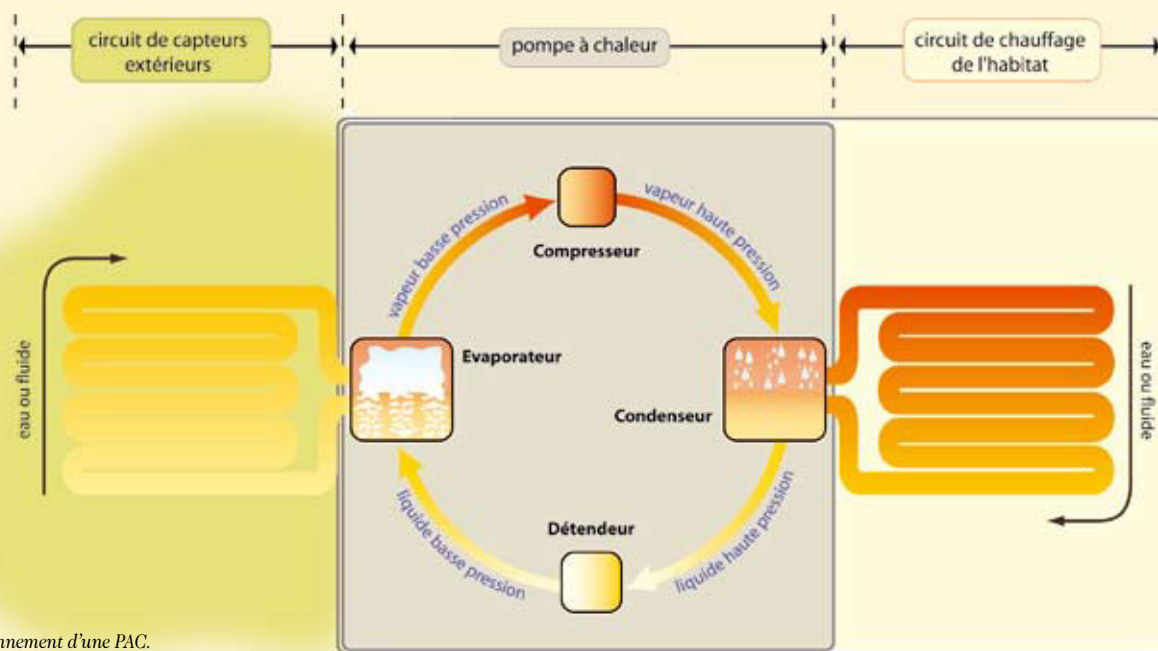 circuit de capteurs
extérieurs
pompe à chaleur
circuit de chauffage
de l'habitat
vapeur basse pression
Compresseur
vapeur haute pression
eau ou fluide
Evaporateur
Condenseur
eau ou fluide
liquide basse pression
Détendeur
liquide haute pression
nnement d'une PAC.